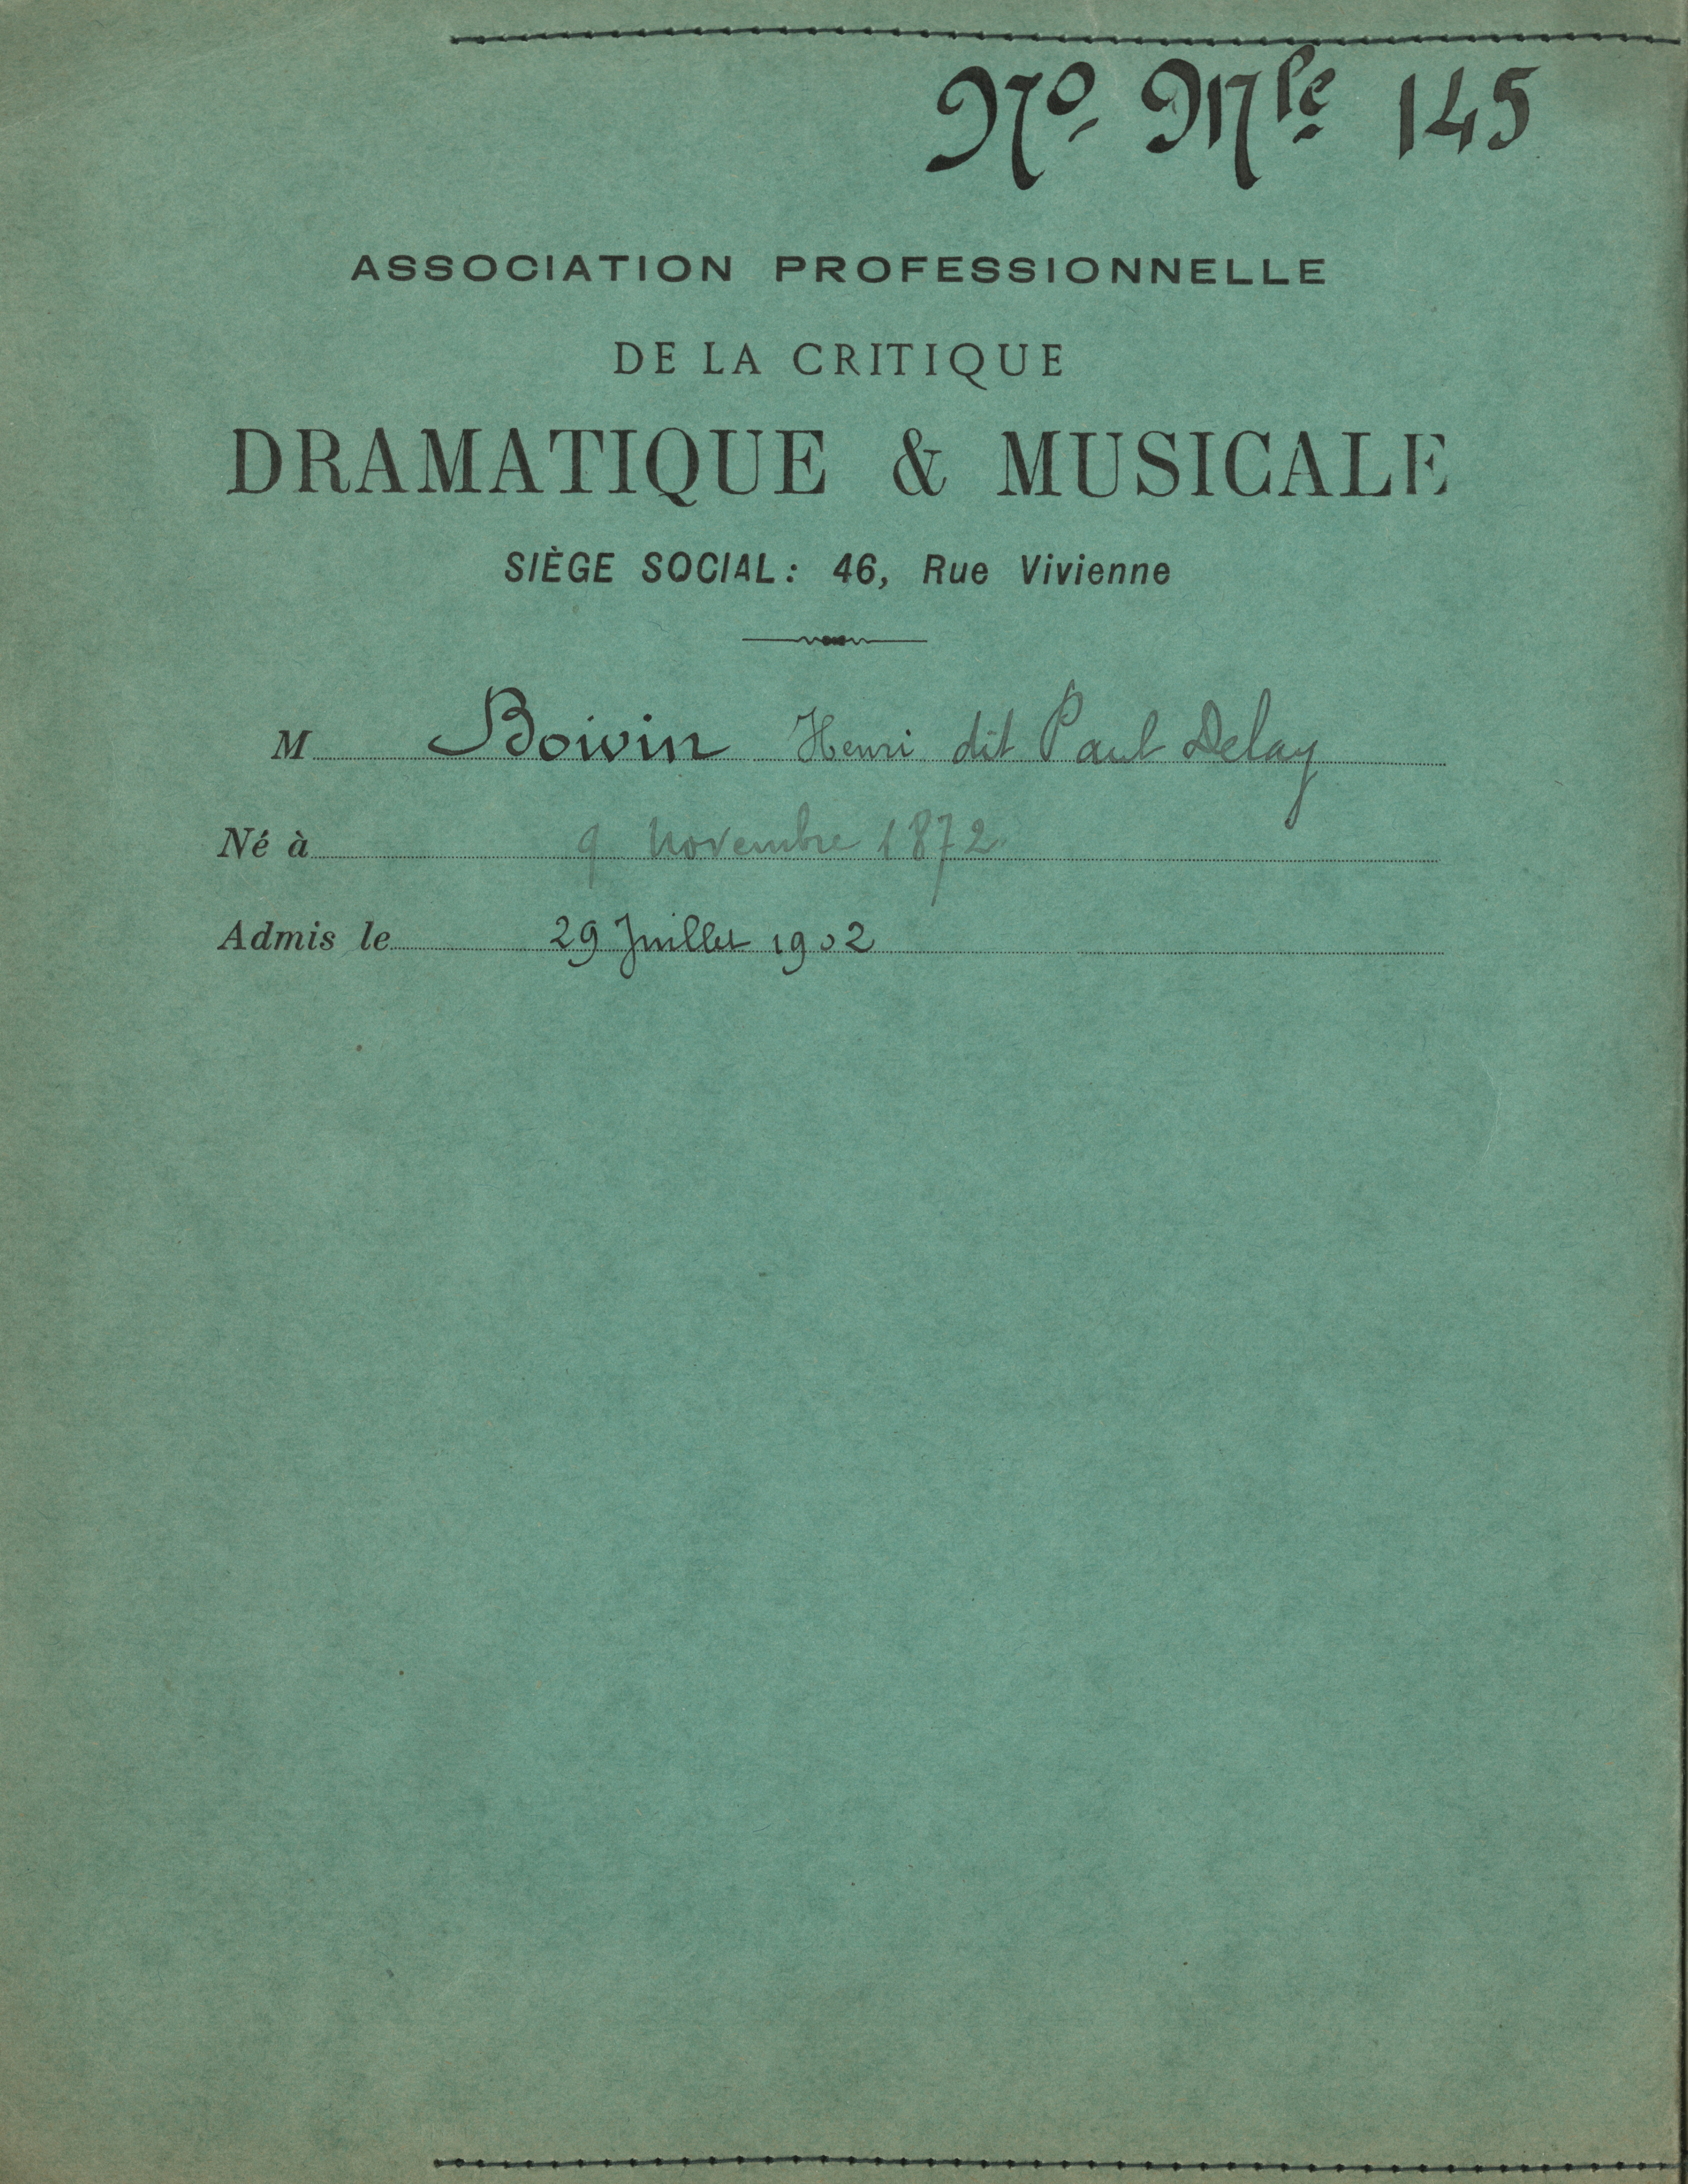 No Mle 145
ASSOCIATION PROFESSIONNELLE
DE LA CRITIQUE
DRAMATIQUE & MUSICALE
SIÈGE SOCIAL: 46, Rue Vivienne
M Boivin Henri dit Paul Delay
Né à 9 novembre 1872
Admis le 29 Juillet 1902